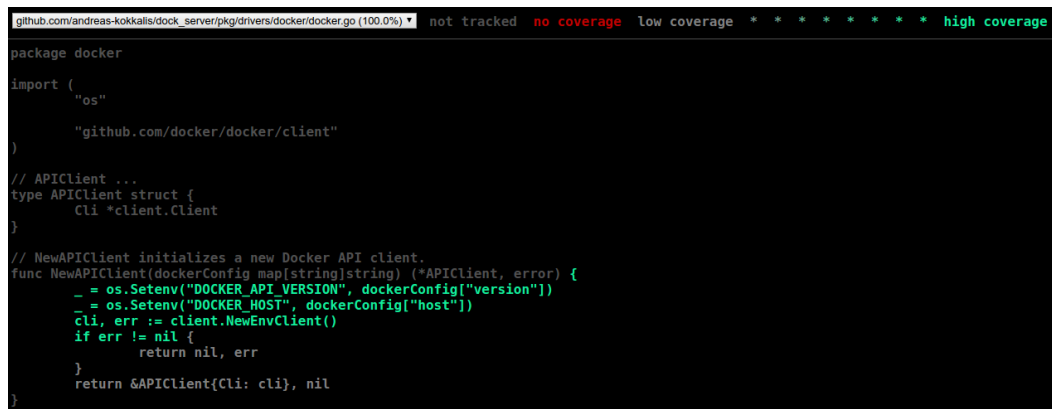 github.com/andreas-kokkalis/dock_server/pkg/drivers/docker/docker.go (100.0%) not tracked no coverage low coverage * * * * * * * * high coverage
package docker
import (
"os"
"github.com/docker/docker/client"
)
// APIClient ...
type APIClient struct {
Cli *client.Client
}
// NewAPIClient initializes a new Docker API client.
func NewAPIClient(dockerConfig map[string]string) (*APIClient, error) {
_ = os.Setenv("DOCKER_API_VERSION", dockerConfig["version"])
_ = os.Setenv("DOCKER_HOST", dockerConfig["host"])
cli, err := client.NewEnvClient()
if err != nil {
return nil, err
}
return &APIClient{Cli: cli}, nil
}